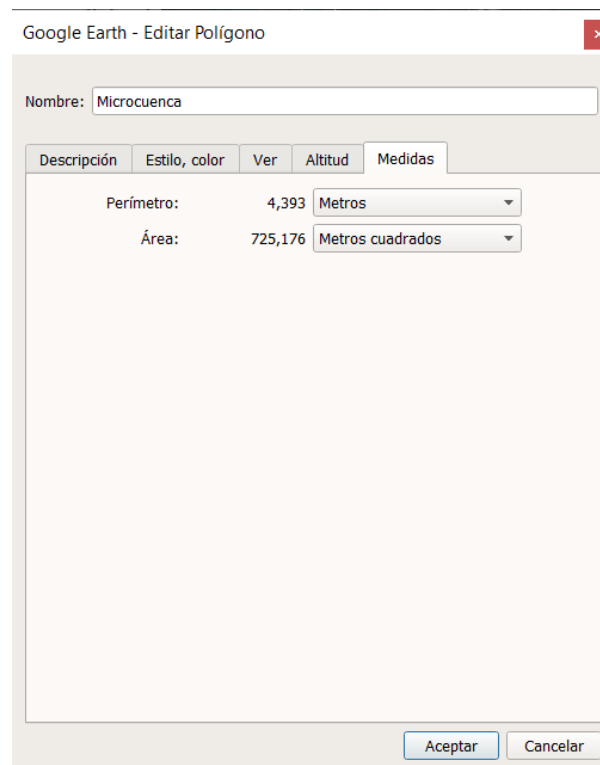 Google Earth - Editar Polígono
Nombre: Microcuenca
Descripción Estilo, color Ver Altitud Medidas
Perímetro: 4,393 Metros
Área: 725,176 Metros cuadrados
Aceptar Cancelar